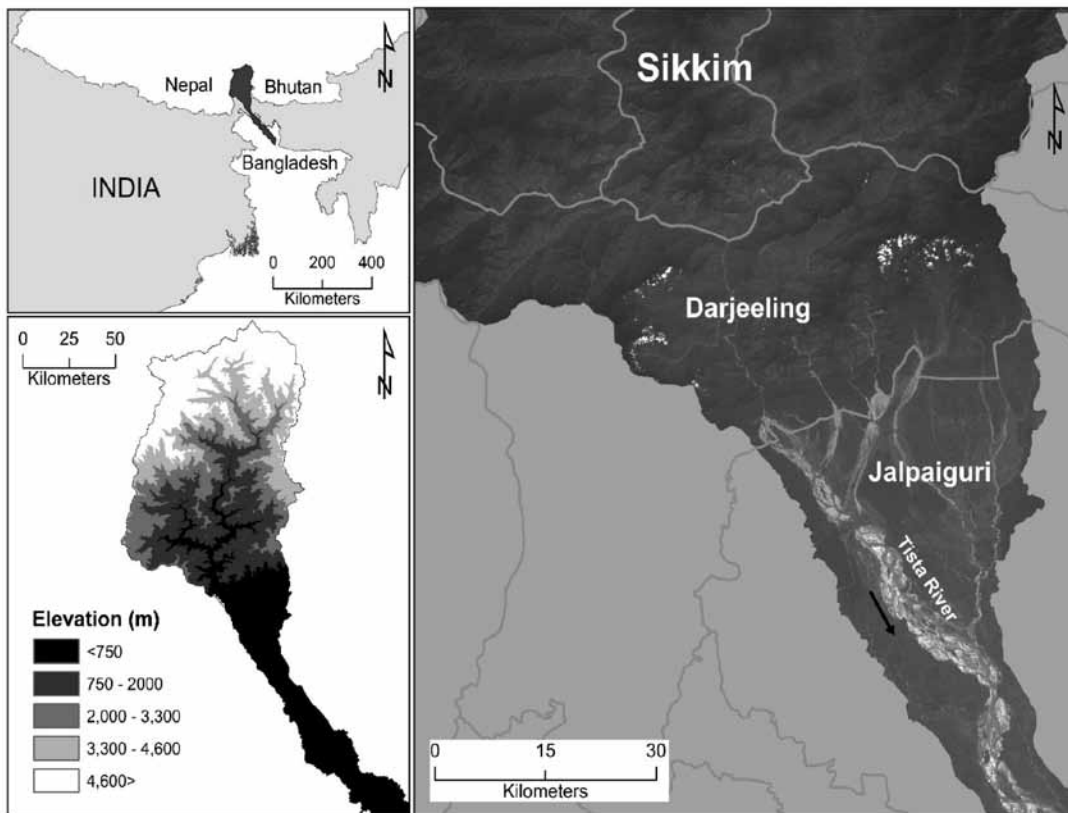 N
Nepal Bhutan
Bangladesh
INDIA
0 200 400
Kilometers
0 25 50
Kilometers
N
Elevation (m)
<750
750 - 2000
2,000 - 3,300
3,300 - 4,600
4,600>
Sikkim
N
Darjeeling
Jalpaiguri
Tista River
0 15 30
Kilometers